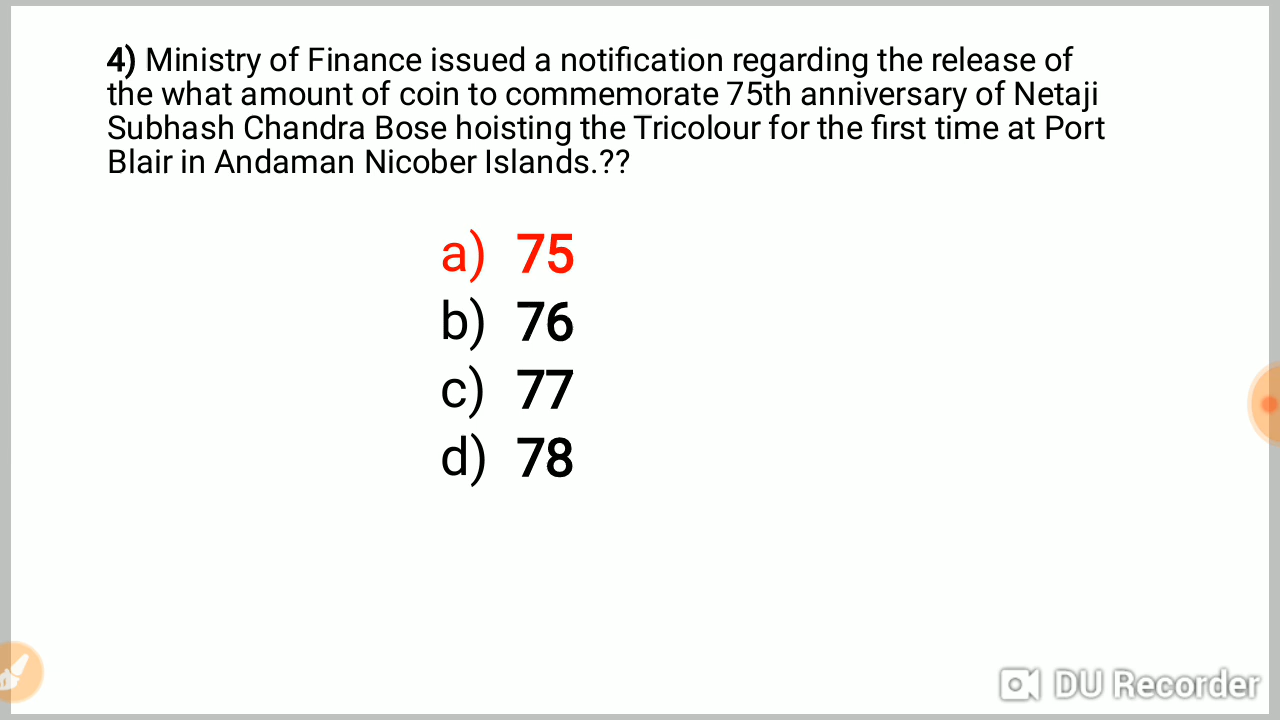 4) Ministry of Finance issued a notification regarding the release of
the what amount of coin to commemorate 75th anniversary of Netaji
Subhash Chandra Bose hoisting the Tricolour for the first time at Port
Blair in Andaman Nicober Islands.??
a) 75
b) 76
c) 77
d) 78
DU Recorder